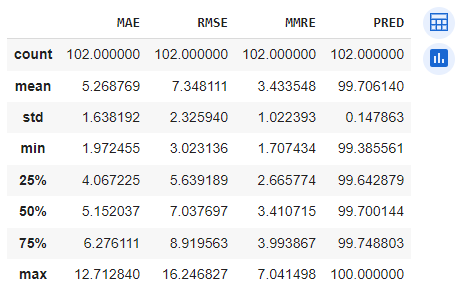 MAE RMSE MMRE PRED
count 102.000000 102.000000 102.000000 102.000000
mean 5.268769 7.348111 3.433548 99.706140
std 1.638192 2.325940 1.022393 0.147863
min 1.972455 3.023136 1.707434 99.385561
25% 4.067225 5.639189 2.665774 99.642879
50% 5.152037 7.037697 3.410715 99.700144
75% 6.276111 8.919563 3.993867 99.748803
max 12.712840 16.246827 7.041498 100.000000